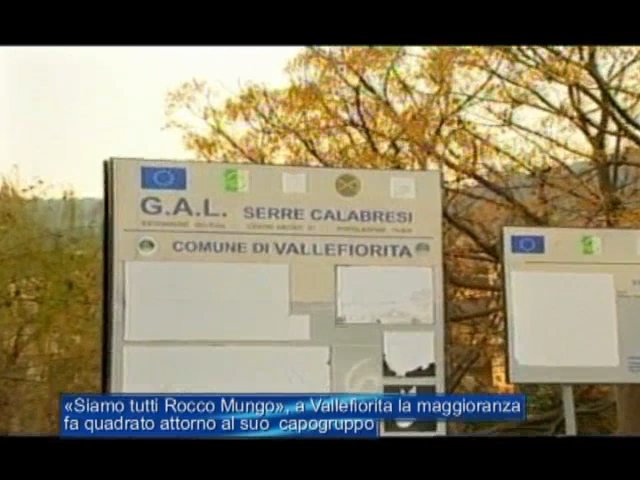 G.A.L. SERRE CALABRESI
COMUNE DI VALLEFIORITA
«Siamo tutti Rocco Mungo», a Vallefiorita la maggioranza
fa quadrato attorno al suo capogruppo